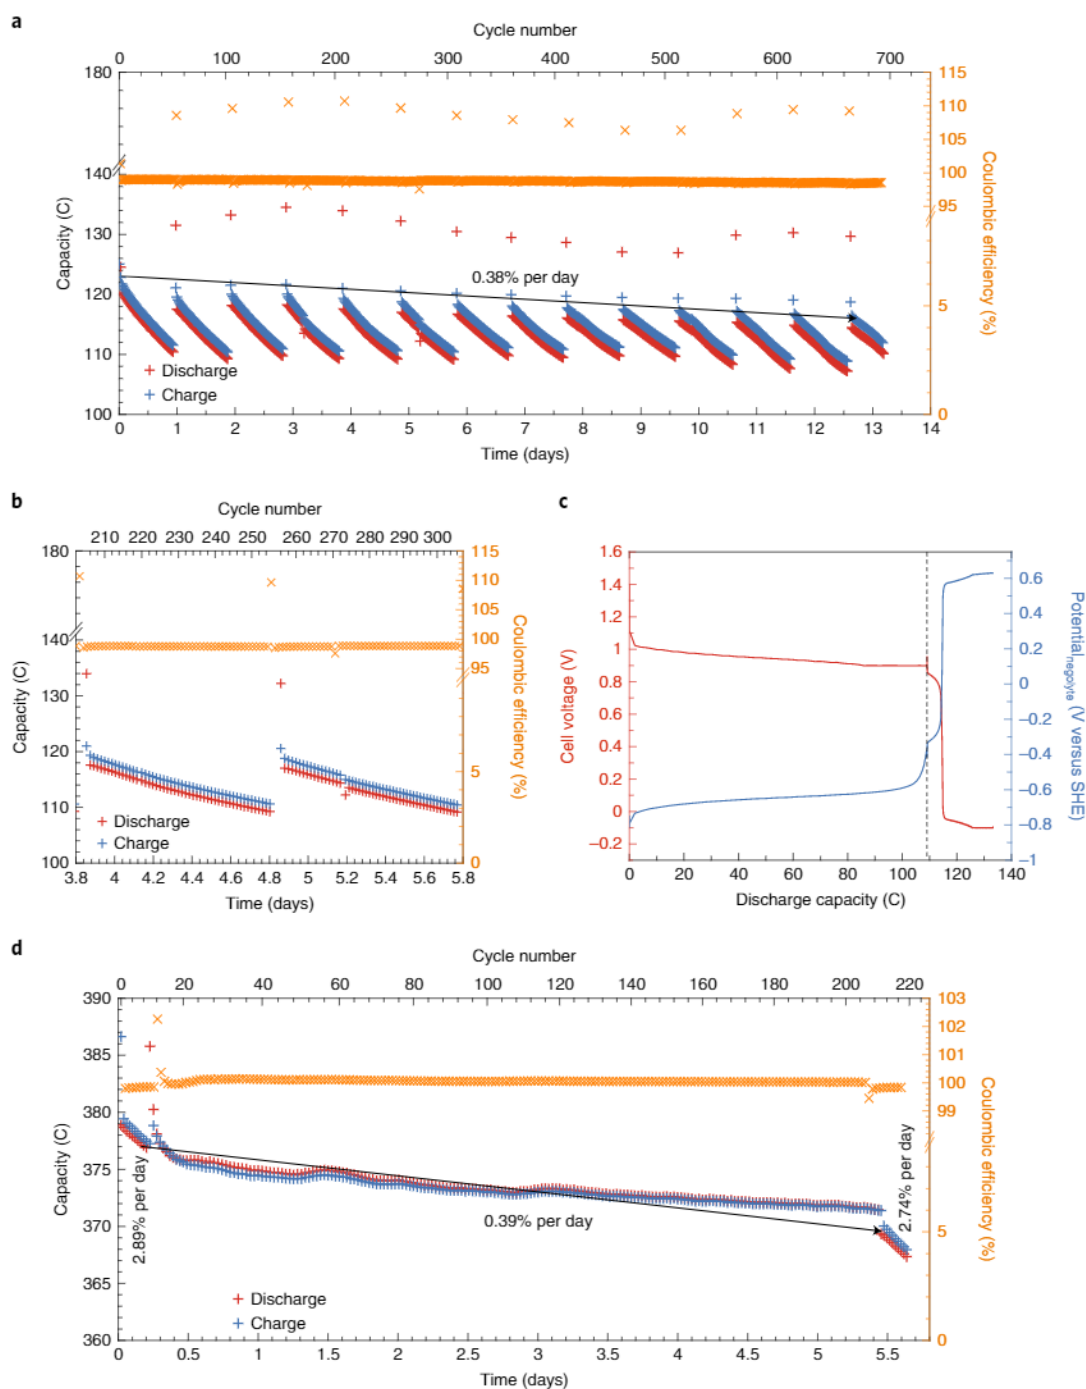 a
Cycle number
0 100 200 300 400 500 600 700
180 140 130 120 110 100
Capacity (C)
115 110 105 100 95 5 0
Coulombic efficiency (%)
0.38% per day
Discharge
Charge
0 1 2 3 4 5 6 7 8 9 10 11 12 13 14
Time (days)
b
Cycle number
210 220 230 240 250 260 270 280 290 300
180 140 130 120 110 100
Capacity (C)
115 110 105 100 95 5 0
Coulombic efficiency (%)
Discharge
Charge
3.8 4 4.2 4.4 4.6 4.8 5 5.2 5.4 5.6 5.8
Time (days)
c
1.6 1.4 1.2 1.0 0.8 0.6 0.4 0.2 0 −0.2
Cell voltage (V)
0.6 0.4 0.2 0 −0.2 −0.4 −0.6 −0.8 −1
Potential negolyte (V versus SHE)
0 20 40 60 80 100 120 140
Discharge capacity (C)
d
Cycle number
0 20 40 60 80 100 120 140 160 180 200 220
390 385 380 375 370 365 360
Capacity (C)
103 102 101 100 99 5 0
Coulombic efficiency (%)
2.89% per day
0.39% per day
2.74% per day
Discharge
Charge
0 0.5 1 1.5 2 2.5 3 3.5 4 4.5 5 5.5
Time (days)